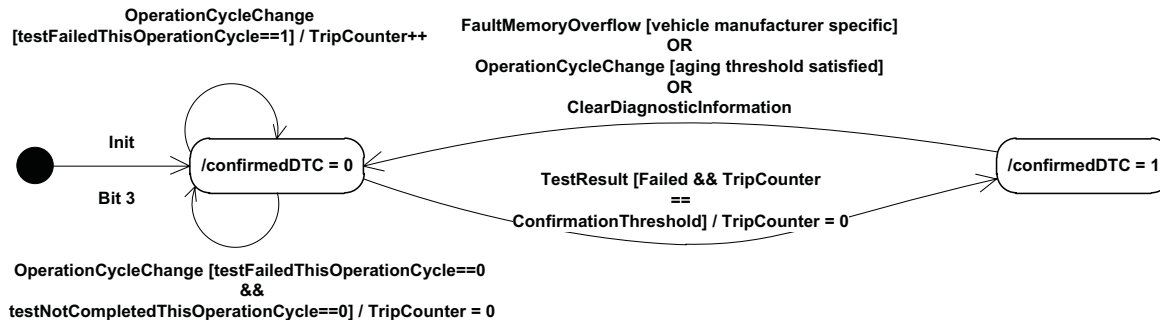 OperationCycleChange
[testFailedThisOperationCycle==1] / TripCounter++
FaultMemoryOverflow [vehicle manufacturer specific]
OR
OperationCycleChange [aging threshold satisfied]
OR
ClearDiagnosticInformation
Init
Bit 3
/confirmedDTC = 0
/confirmedDTC = 1
TestResult [Failed && TripCounter
==
ConfirmationThreshold] / TripCounter = 0
OperationCycleChange [testFailedThisOperationCycle==0
&&
testNotCompletedThisOperationCycle==0] / TripCounter = 0